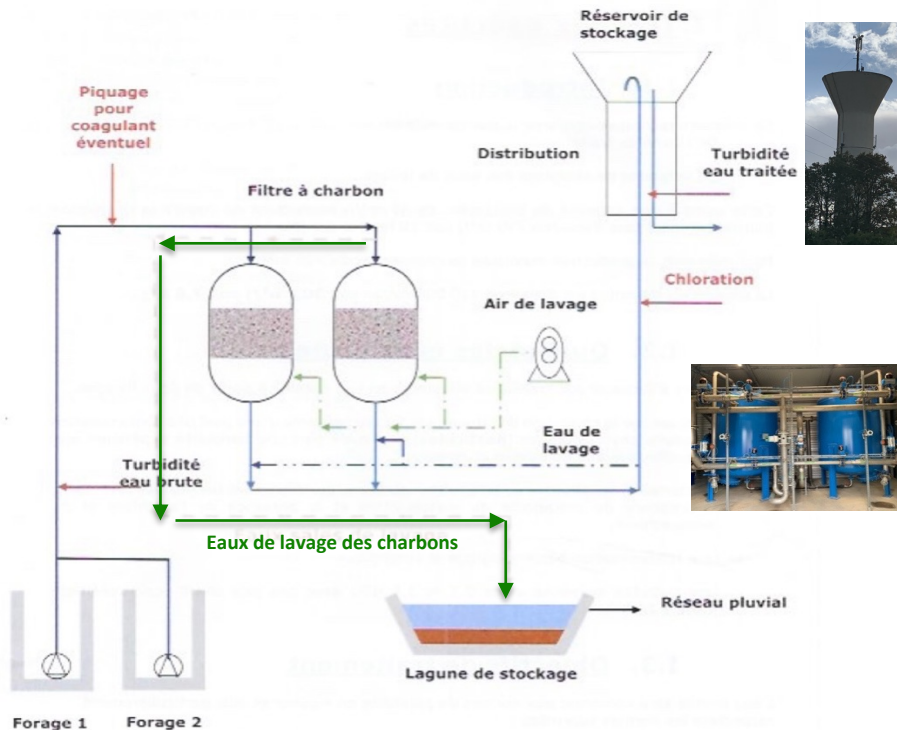 Réservoir de
stockage
Piquage
pour
coagulant
éventuel
Distribution
Turbidité
eau traitée
Filtre à charbon
Chloration
Air de lavage
Eau de
lavage
Turbidité
eau brute
Eaux de lavage des charbons
Réseau pluvial
Lagune de stockage
Forage 1
Forage 2